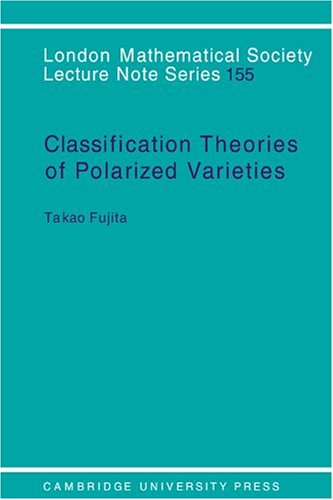 London Mathematical Society
Lecture Note Series 155
Classification Theories
of Polarized Varieties
Takao Fujita
CAMBRIDGE UNIVERSITY PRESS